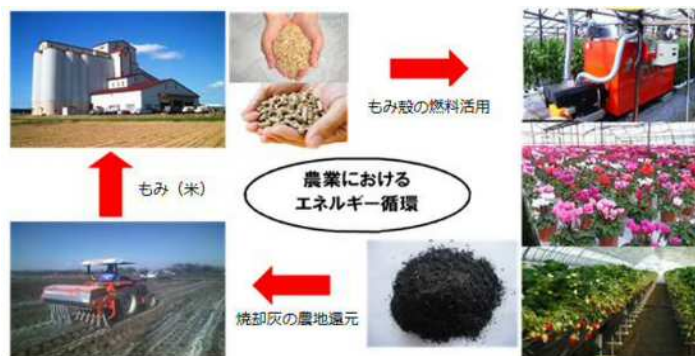 もみ殻の燃料活用
もみ（米）
農業における
エネルギー循環
焼却灰の農地還元